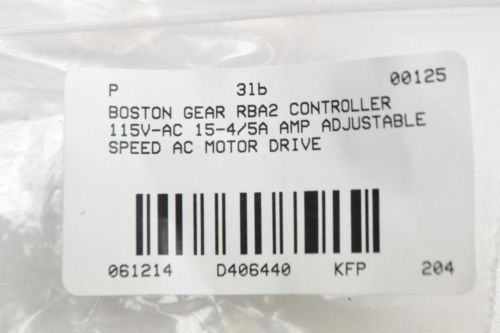 P 3lb 00125
BOSTON GEAR RBA2 CONTROLLER
115V-AC 15-4/5A AMP ADJUSTABLE
SPEED AC MOTOR DRIVE
061214 D406440 KFP 204